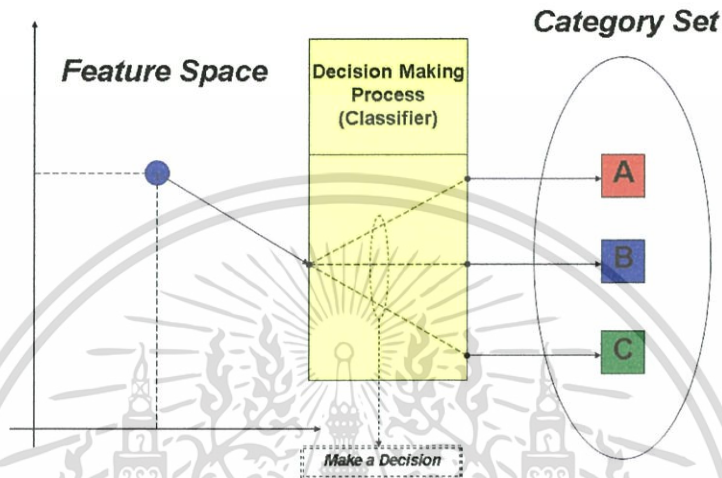 Category Set
Feature Space
Decision Making
Process
(Classifier)
A
B
C
Make a Decision